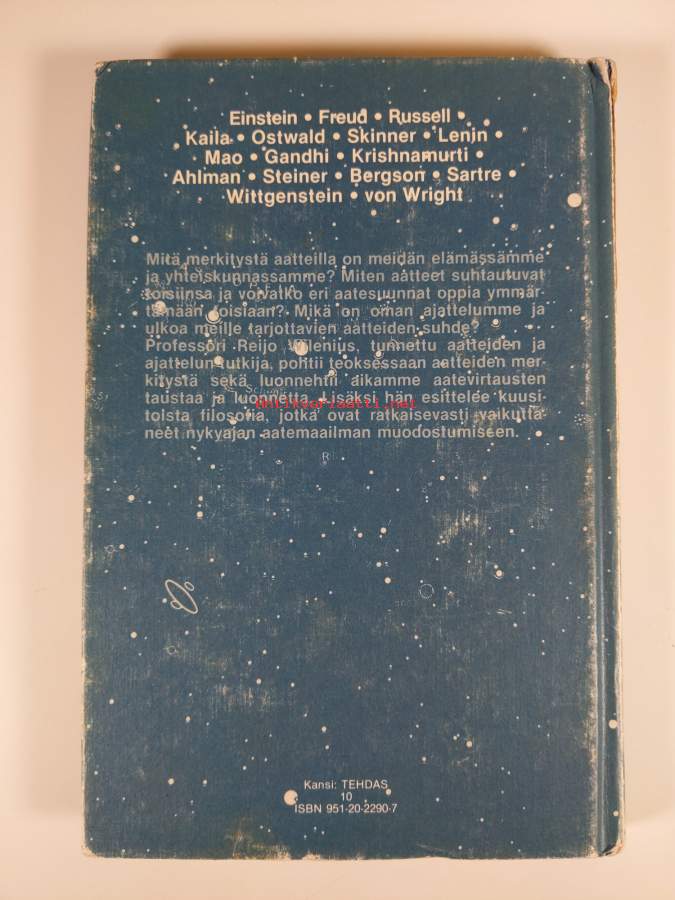 Einstein • Freud • Russell •
Kaila • Ostwald • Skinner • Lenin •
Mao • Gandhi • Krishnamurti •
Ahlman • Steiner • Bergson • Sartre •
Wittgenstein • von Wright
Mitä merkitystä aatteilla on meidän elämässämme
ja yhteiskunnassamme? Miten aatteet suhtautuvat
toisiinsa ja voivatko eri aatesuunnat oppia ymmär-
tämään toisiaan? Mikä on oman ajattelumme ja
ulkoa meille tarjottavien aatteiden suhde?
Professori Reijo Wilenius, tunnettu aatteiden ja
ajattelun tutkija, pohtii teoksessaan aatteiden mer-
kitystä sekä luonnehtii aikamme aatevirtausten
taustaa ja luonnetta. Lisäksi hän esittelee kuusi-
toista filosofia, jotka ovat ratkaisevasti vaikutta-
neet nykyajan aatemaailman muodostumiseen.
antikvariaatti.net
R
Kansi: TEHDAS
10
ISBN 951-20-2290-7